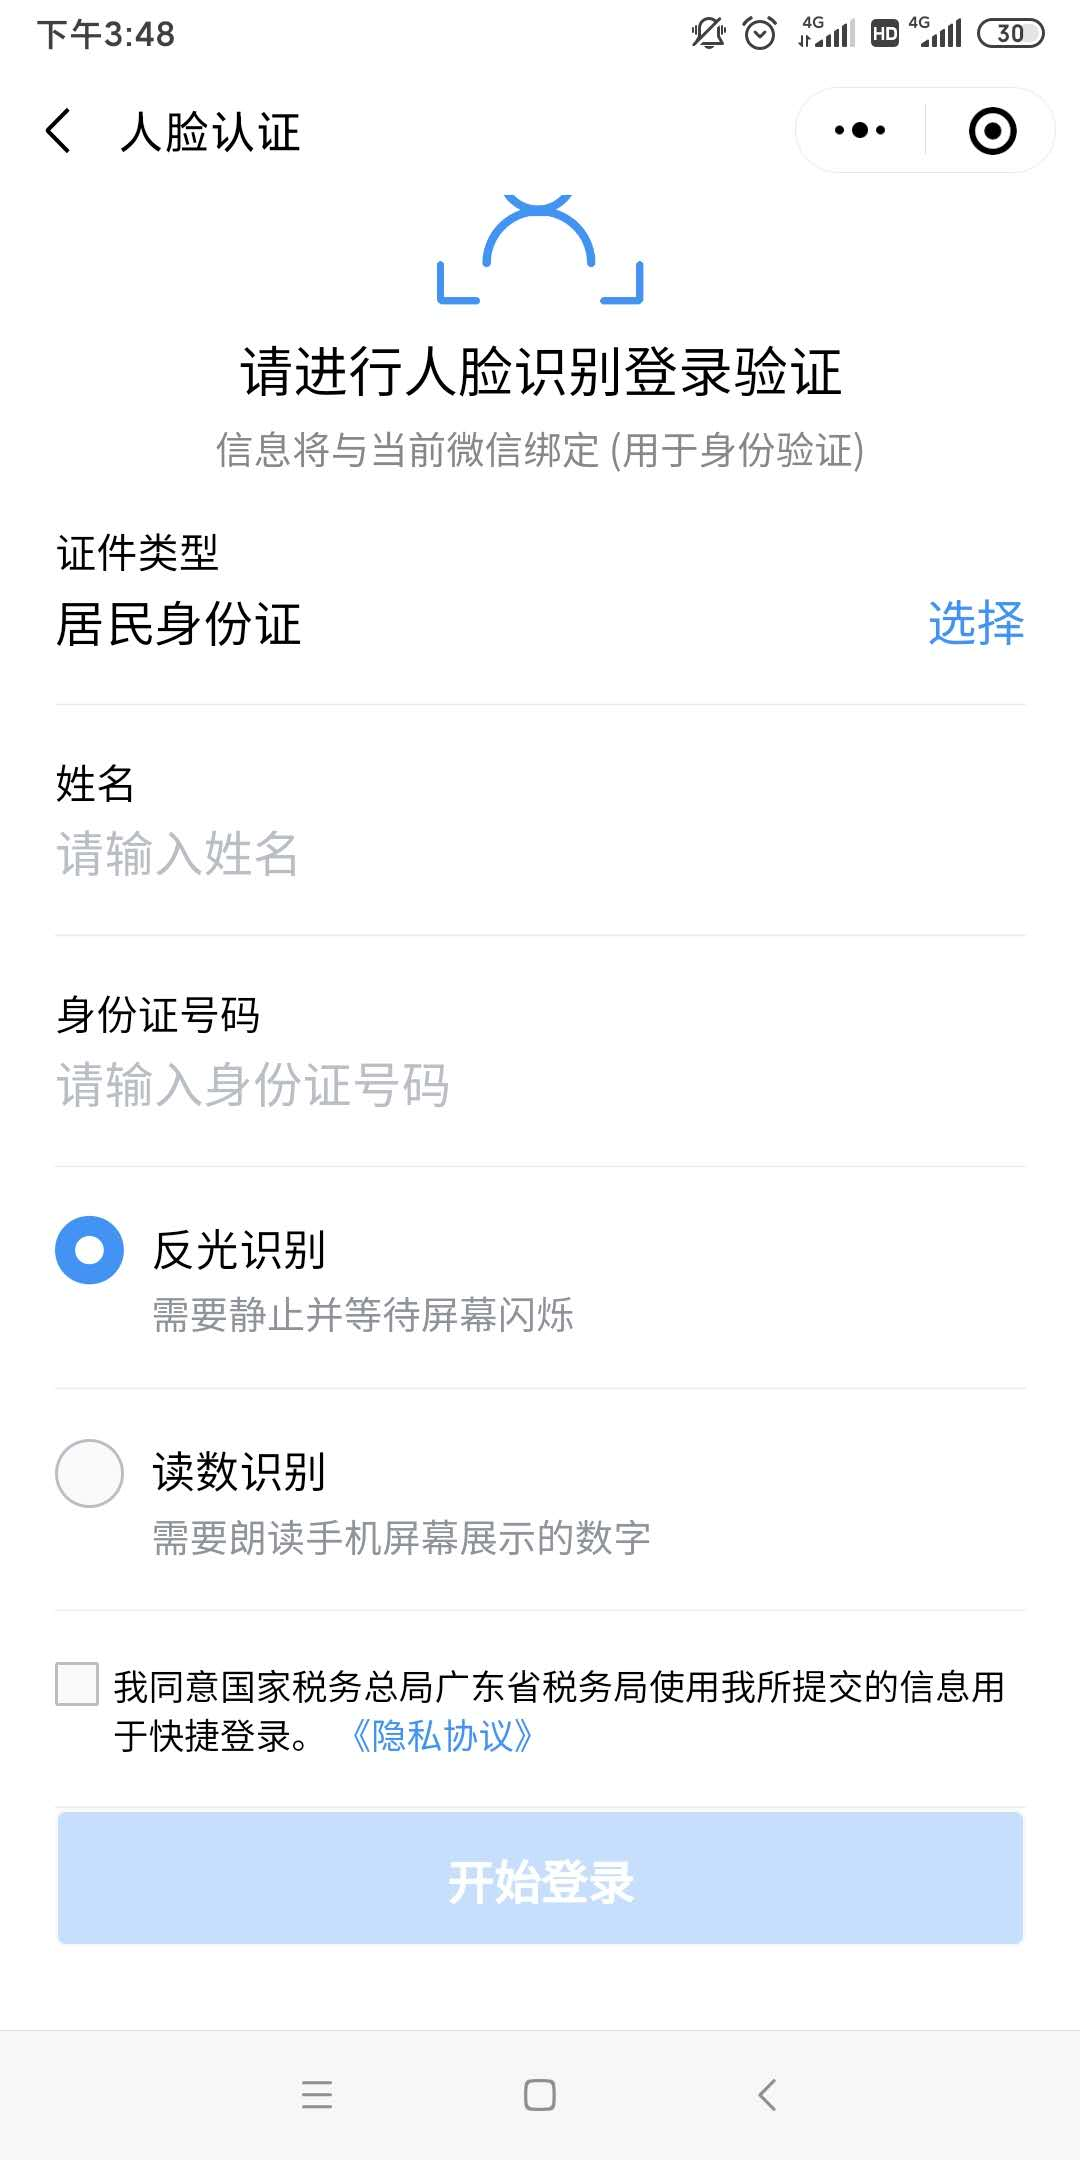 下午3:48
4G HD 4G 30
人脸认证
请进行人脸识别登录验证
信息将与当前微信绑定 (用于身份验证)
证件类型
居民身份证 选择
姓名
请输入姓名
身份证号码
请输入身份证号码
反光识别
需要静止并等待屏幕闪烁
读数识别
需要朗读手机屏幕展示的数字
我同意国家税务总局广东省税务局使用我所提交的信息用
于快捷登录。 《隐私协议》
开始登录